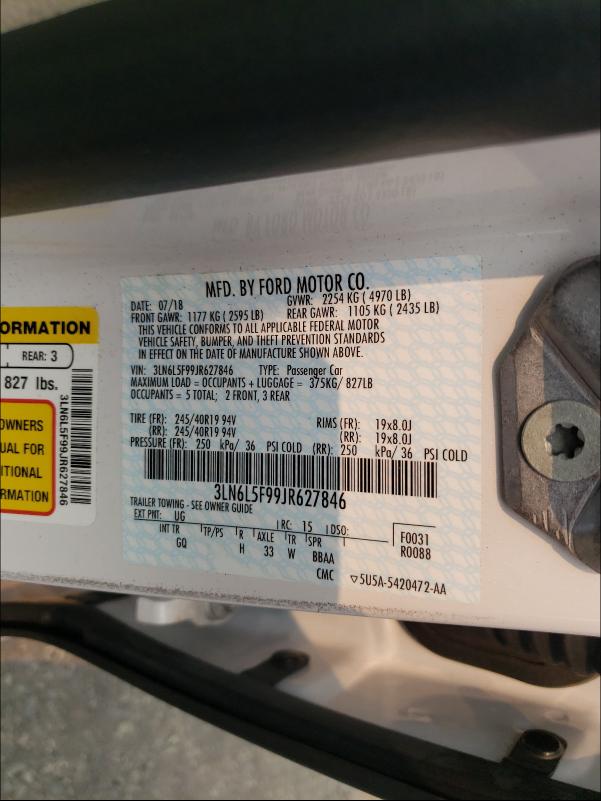 MFD. BY FORD MOTOR CO.
DATE: 07/18 GVWR: 2254 KG ( 4970 LB)
FRONT GAWR: 1177 KG ( 2595 LB) REAR GAWR: 1105 KG ( 2435 LB)
THIS VEHICLE CONFORMS TO ALL APPLICABLE FEDERAL MOTOR
VEHICLE SAFETY, BUMPER, AND THEFT PREVENTION STANDARDS
IN EFFECT ON THE DATE OF MANUFACTURE SHOWN ABOVE.
VIN: 3LN6L5F99JR627846 TYPE: Passenger Car
MAXIMUM LOAD = OCCUPANTS + LUGGAGE = 375KG/ 827LB
OCCUPANTS = 5 TOTAL; 2 FRONT, 3 REAR
TIRE (FR): 245/40R19 94V RIMS (FR): 19x8.0J
(RR): 245/40R19 94V (RR): 19x8.0J
PRESSURE (FR): 250 kPa/ 36 PSI COLD (RR): 250 kPa/ 36 PSI COLD
3LN6L5F99JR627846
TRAILER TOWING - SEE OWNER GUIDE
EXT PNT: UG RC: 15 DSO: F0031
INT TR TP/PS R AXLE TR SPR R0088
GQ H 33 W BBAA
CMC ▽5U5A-5420472-AA
ORMATION
REAR: 3
827 lbs.
OWNERS
UAL FOR
ITIONAL
RMATION
3LN6L5F99JR627846